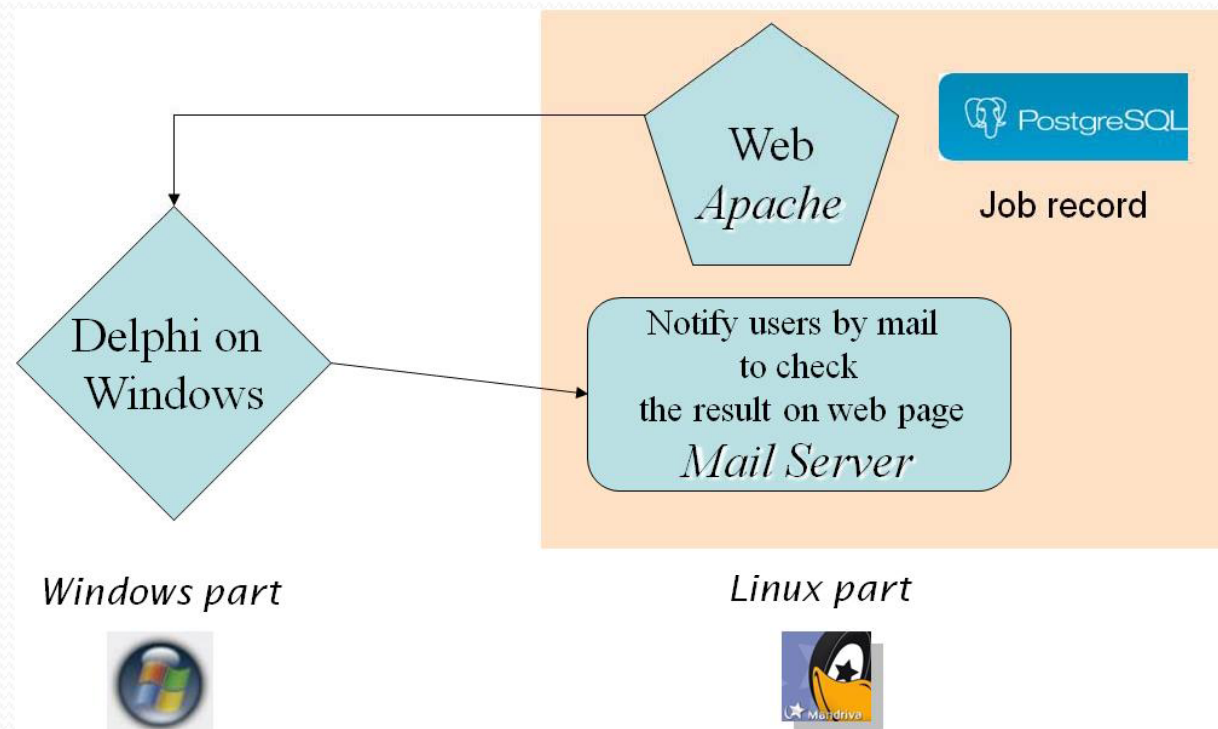 Web
Apache
PostgreSQL
Job record
Delphi on
Windows
Notify users by mail
to check
the result on web page
Mail Server
Windows part
Linux part
Mandriva